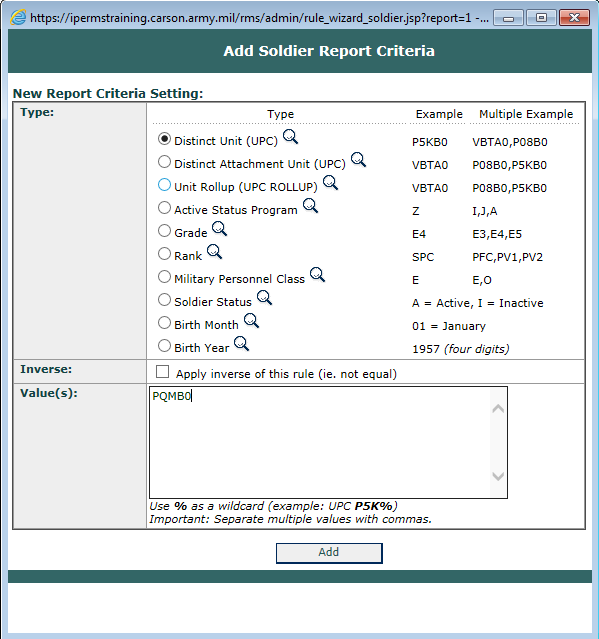 https://ipermstraining.carson.army.mil/rms/admin/rule_wizard_soldier.jsp?report=1 -...
Add Soldier Report Criteria
New Report Criteria Setting:
Type:
Type Example Multiple Example
Distinct Unit (UPC) P5KB0 VBTA0,P08B0
Distinct Attachment Unit (UPC) VBTA0 P08B0,P5KB0
Unit Rollup (UPC ROLLUP) VBTA0 P08B0,P5KB0
Active Status Program Z I,J,A
Grade E4 E3,E4,E5
Rank SPC PFC,PV1,PV2
Military Personnel Class E E,O
Soldier Status A = Active, I = Inactive
Birth Month 01 = January
Birth Year 1957 (four digits)
Inverse: Apply inverse of this rule (ie. not equal)
Value(s): PQMB0
Use % as a wildcard (example: UPC P5K%)
Important: Separate multiple values with commas.
Add